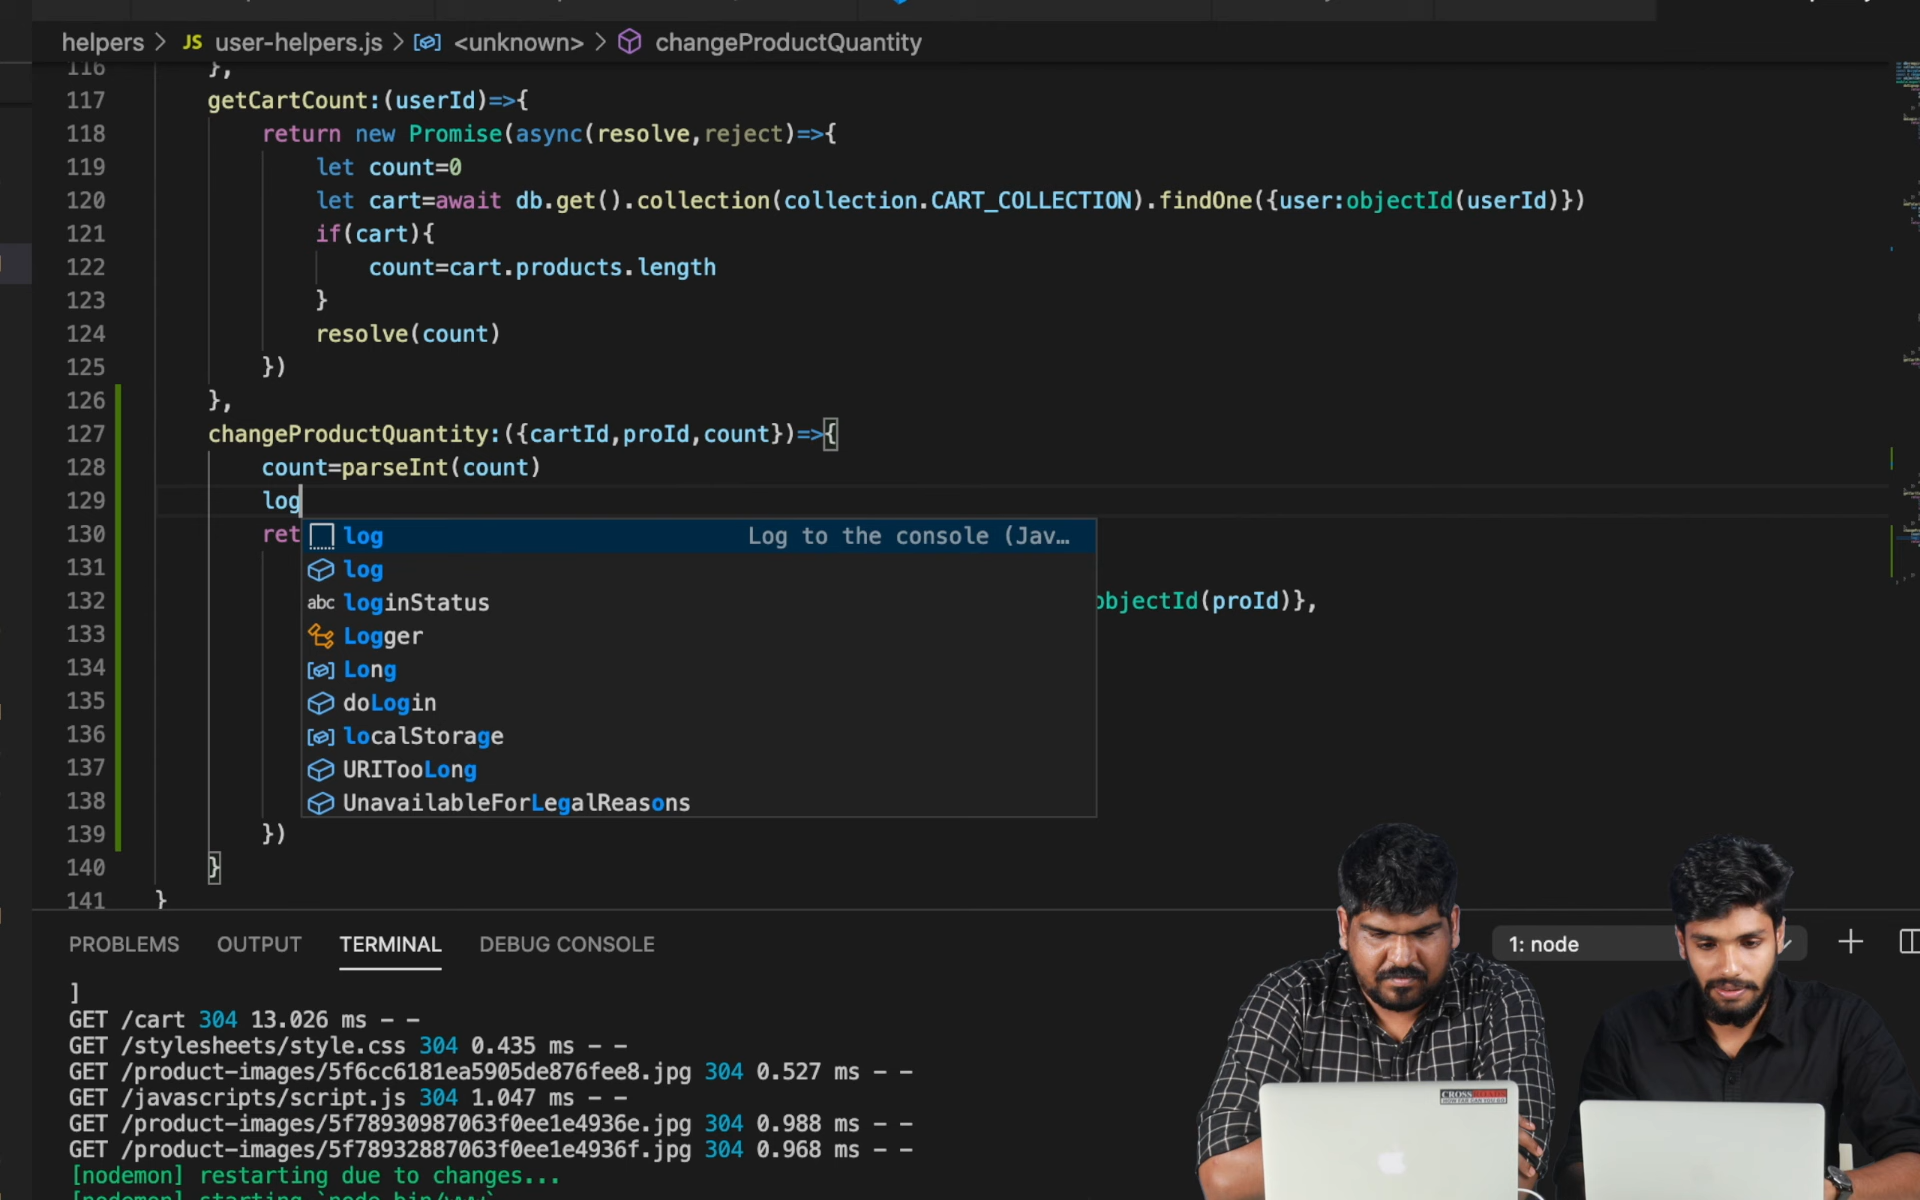 helpers > JS user-helpers.js > <unknown> > changeProductQuantity
116 },
117 getCartCount:(userId)=>{
118 return new Promise(async(resolve,reject)=>{
119 let count=0
120 let cart=await db.get().collection(collection.CART_COLLECTION).findOne({user:objectId(userId)})
121 if(cart){
122 count=cart.products.length
123 }
124 resolve(count)
125 })
126 },
127 changeProductQuantity:({cartId,proId,count})=>{
128 count=parseInt(count)
129 log
130 ret
log Log to the console (Jav…
131
log
132 objectId(proId)},
abc loginStatus
133
Logger
134
Long
135
doLogin
136
localStorage
137
URITooLong
138
UnavailableForLegalReasons
139 })
140 }
141 }
PROBLEMS OUTPUT TERMINAL DEBUG CONSOLE 1: node
]
GET /cart 304 13.026 ms - -
GET /stylesheets/style.css 304 0.435 ms - -
GET /product-images/5f6cc6181ea5905de876fee8.jpg 304 0.527 ms - -
GET /javascripts/script.js 304 1.047 ms - -
GET /product-images/5f78930987063f0ee1e4936e.jpg 304 0.988 ms - -
GET /product-images/5f78932887063f0ee1e4936f.jpg 304 0.968 ms - -
[nodemon] restarting due to changes...
[nodemon] starting `node bin/www`
CROSSROADS